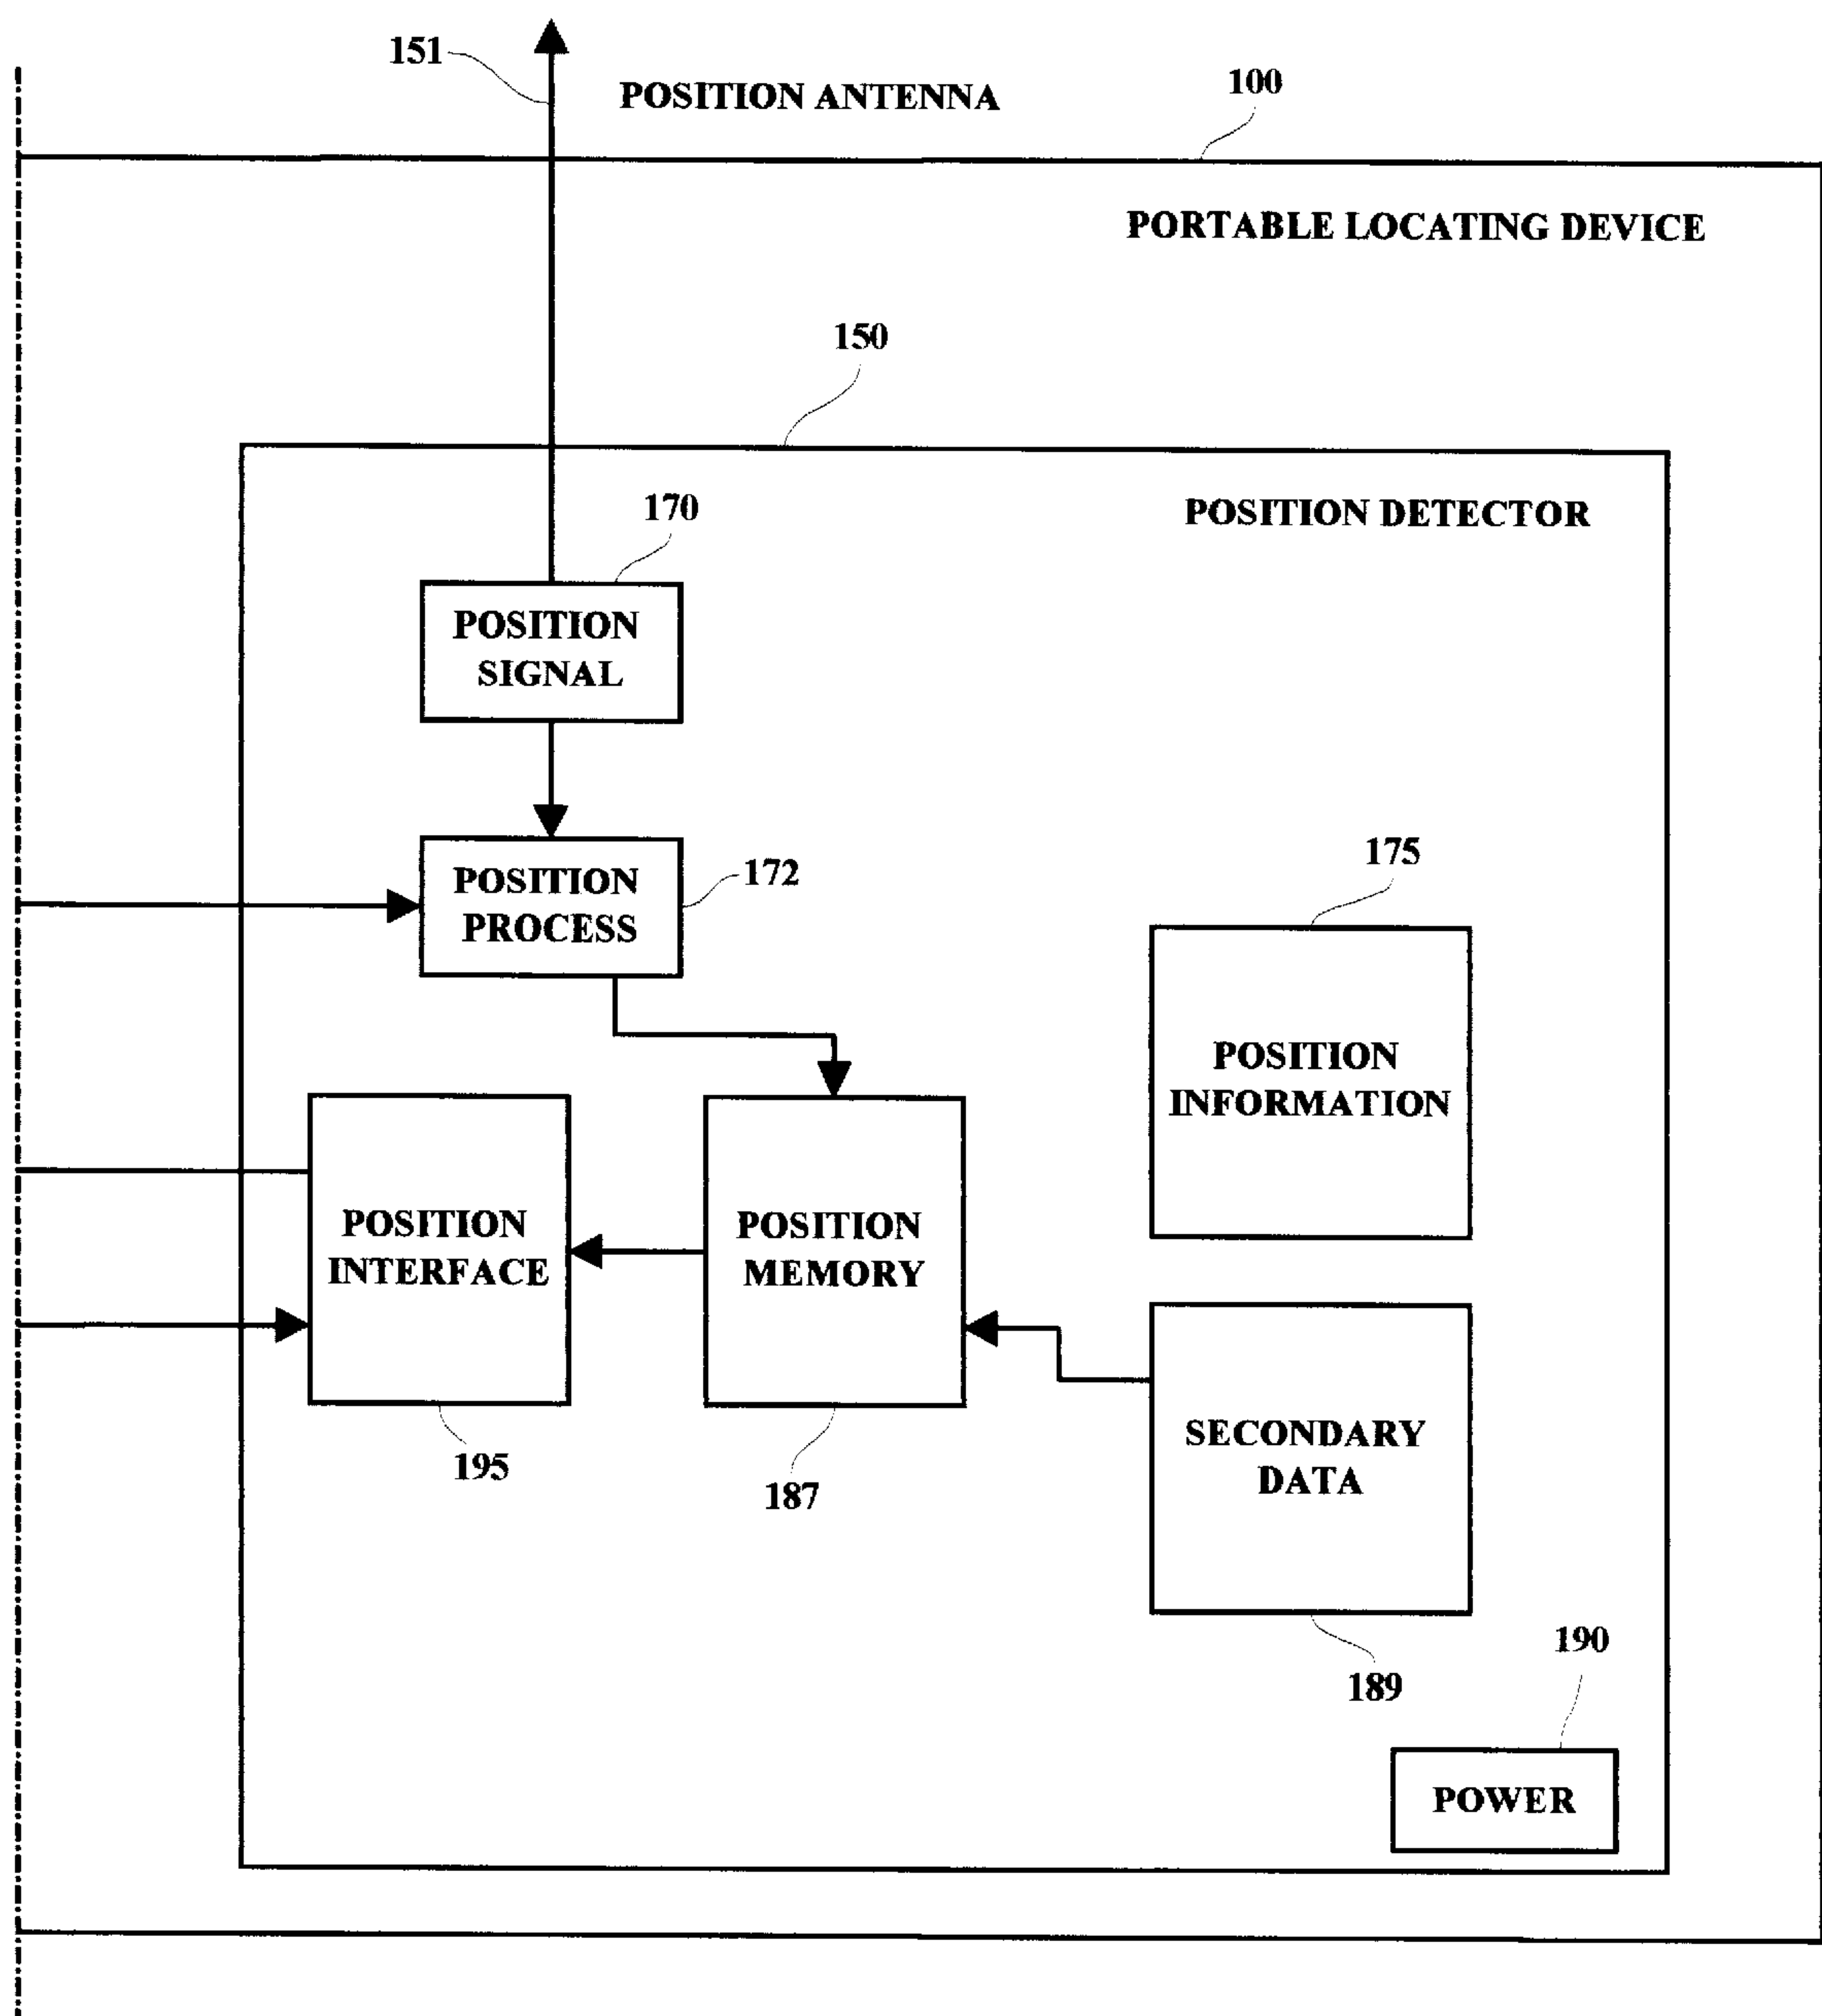 151
POSITION ANTENNA
100
PORTABLE LOCATING DEVICE
150
POSITION DETECTOR
170
POSITION
SIGNAL
POSITION
PROCESS
172
175
POSITION
INFORMATION
POSITION
INTERFACE
195
POSITION
MEMORY
187
SECONDARY
DATA
189
190
POWER